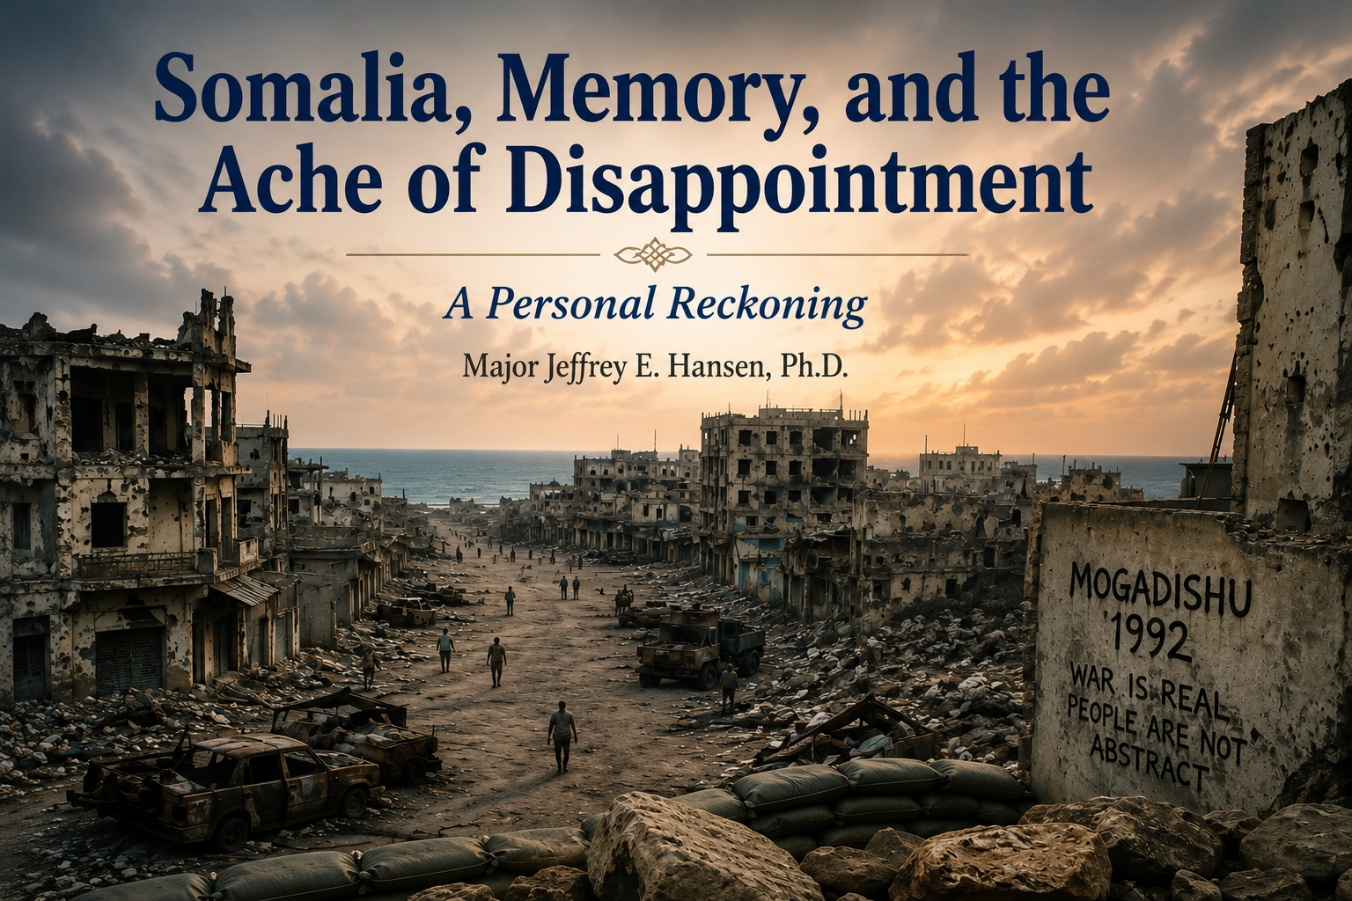 Somalia, Memory, and the
Ache of Disappointment
A Personal Reckoning
Major Jeffrey E. Hansen, Ph.D.
MOGADISHU
1992
WAR IS REAL
PEOPLE ARE NOT
ABSTRACT